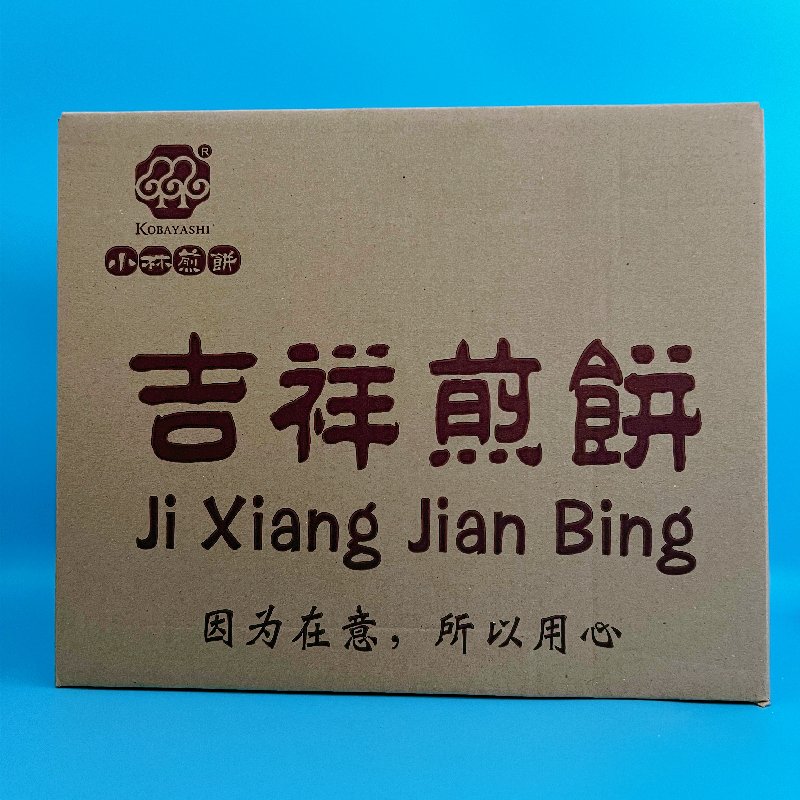 ®
KOBAYASHI
小林煎餅
吉祥煎餅
Ji Xiang Jian Bing
因为在意，所以用心